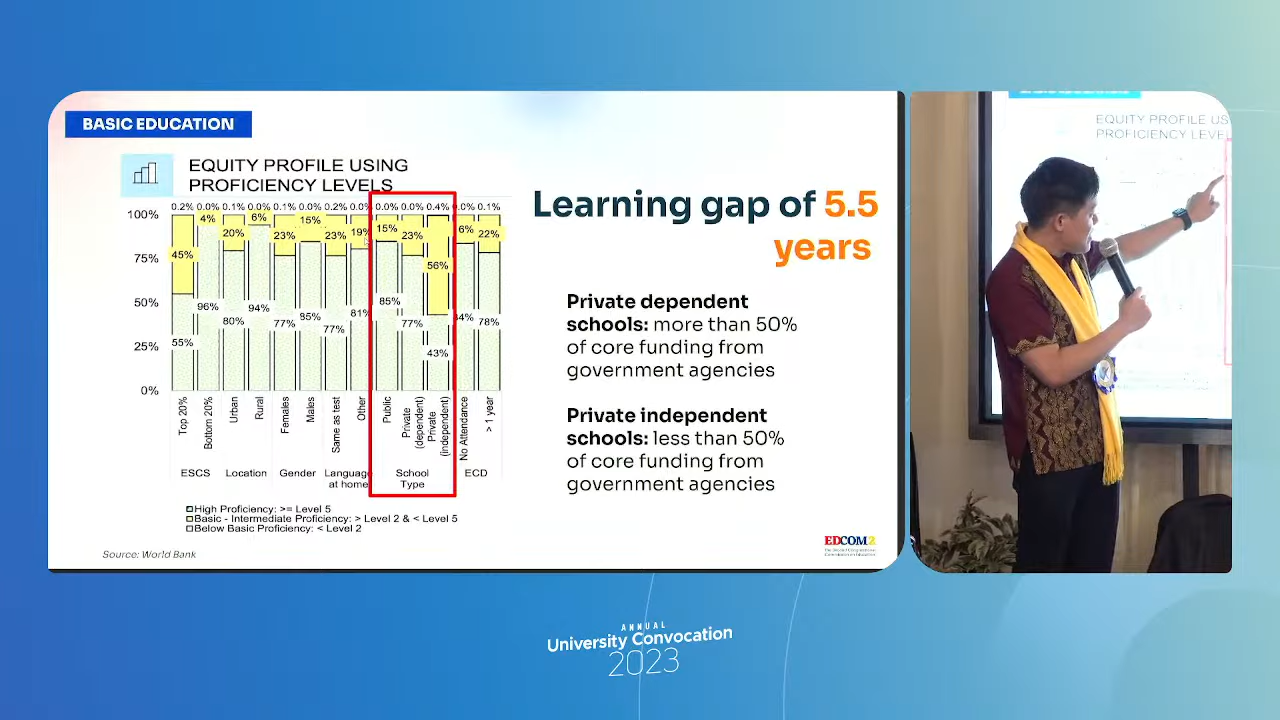 BASIC EDUCATION
EQUITY PROFILE USING
PROFICIENCY LEVELS
0.2% 0.0% 0.1% 0.0% 0.1% 0.0% 0.2% 0.0% 0.0% 0.0% 0.4% 0.0% 0.1%
100%
75%
50%
25%
0%
4% 6% 15% 15% 6%
20% 23% 23% 19% 23% 22%
45% 56%
96% 94% 85% 81% 85%
80% 77% 77% 77% 78%
55% 43%
Top 20%
Bottom 20%
Urban
Rural
Females
Males
Same as test
Other
Public
Private
(dependent)
Private
(independent)
No Attendance
> 1 year
ESCS Location Gender Language
at home
School
Type
ECD
High Proficiency: >= Level 5
Basic - Intermediate Proficiency: > Level 2 & < Level 5
Below Basic Proficiency: < Level 2
Source: World Bank
Learning gap of 5.5
years
Private dependent
schools: more than 50%
of core funding from
government agencies
Private independent
schools: less than 50%
of core funding from
government agencies
EDCOM2
EQUITY PROFILE US
PROFICIENCY LEVE
ANNUAL
University Convocation
2023